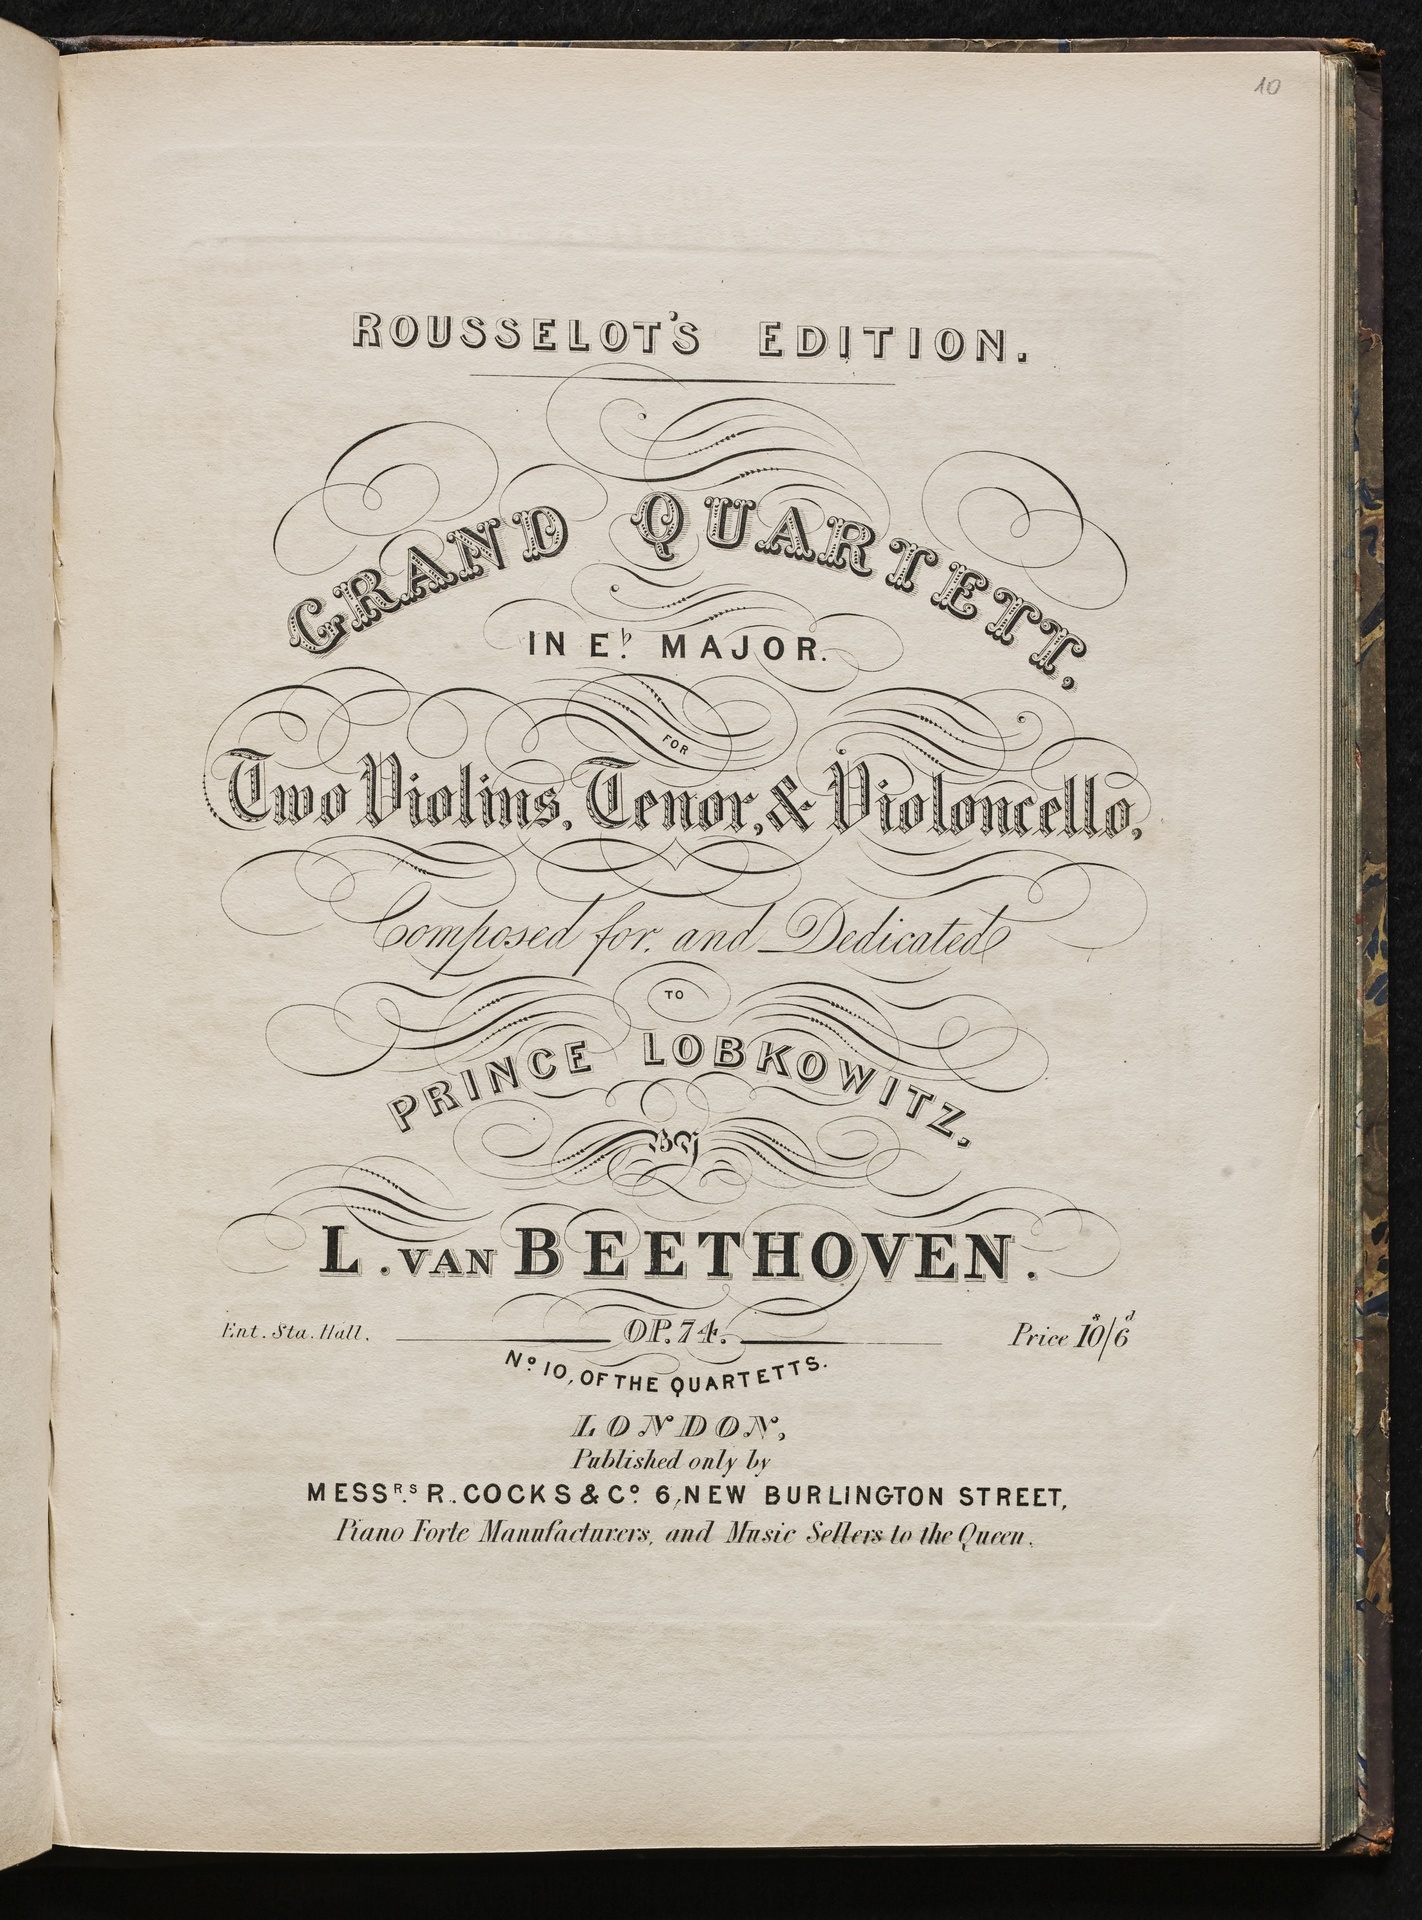 10
ROUSSELOT'S EDITION.
GRAND QUARTETT,
IN E♭ MAJOR.
FOR
Two Violins, Tenor, & Violoncello,
Composed for, and Dedicated
TO
PRINCE LOBKOWITZ,
BY
L. VAN BEETHOVEN.
Ent. Sta. Hall. OP. 74. Price 10s/6d
No 10, OF THE QUARTETTS.
LONDON,
Published only by
MESSRS. R. COCKS & Co. 6, NEW BURLINGTON STREET,
Piano Forte Manufacturers, and Music Sellers to the Queen.